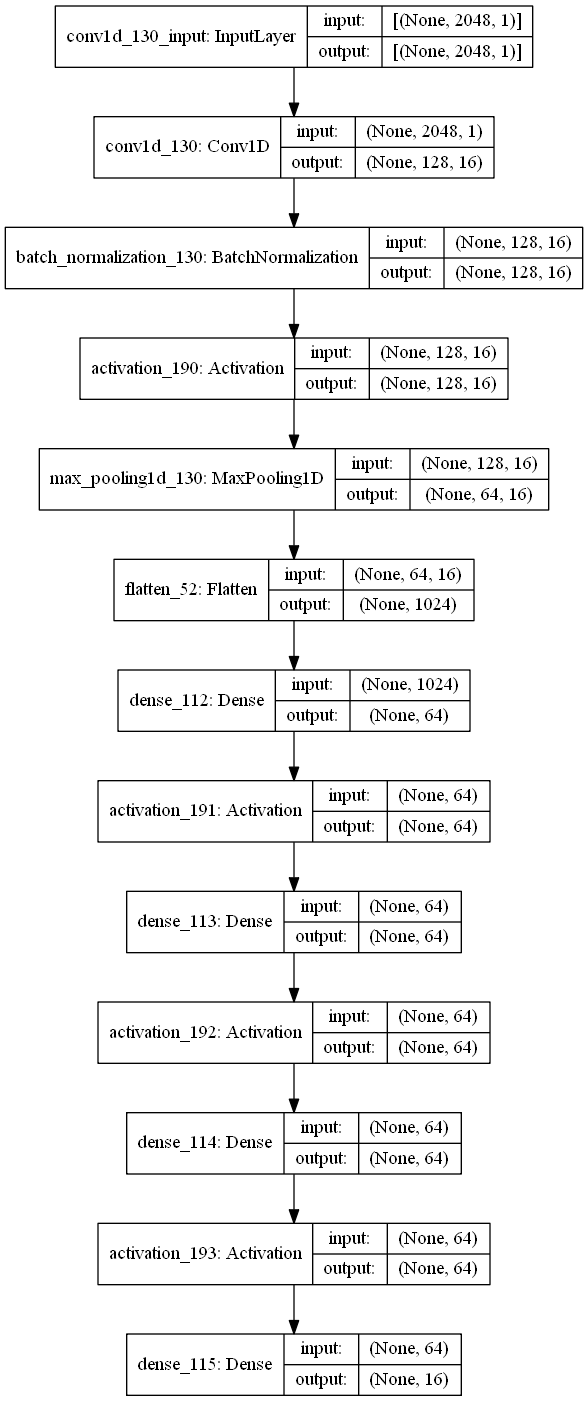 conv1d_130_input: InputLayer
input: [(None, 2048, 1)]
output: [(None, 2048, 1)]
conv1d_130: Conv1D
input: (None, 2048, 1)
output: (None, 128, 16)
batch_normalization_130: BatchNormalization
input: (None, 128, 16)
output: (None, 128, 16)
activation_190: Activation
input: (None, 128, 16)
output: (None, 128, 16)
max_pooling1d_130: MaxPooling1D
input: (None, 128, 16)
output: (None, 64, 16)
flatten_52: Flatten
input: (None, 64, 16)
output: (None, 1024)
dense_112: Dense
input: (None, 1024)
output: (None, 64)
activation_191: Activation
input: (None, 64)
output: (None, 64)
dense_113: Dense
input: (None, 64)
output: (None, 64)
activation_192: Activation
input: (None, 64)
output: (None, 64)
dense_114: Dense
input: (None, 64)
output: (None, 64)
activation_193: Activation
input: (None, 64)
output: (None, 64)
dense_115: Dense
input: (None, 64)
output: (None, 16)